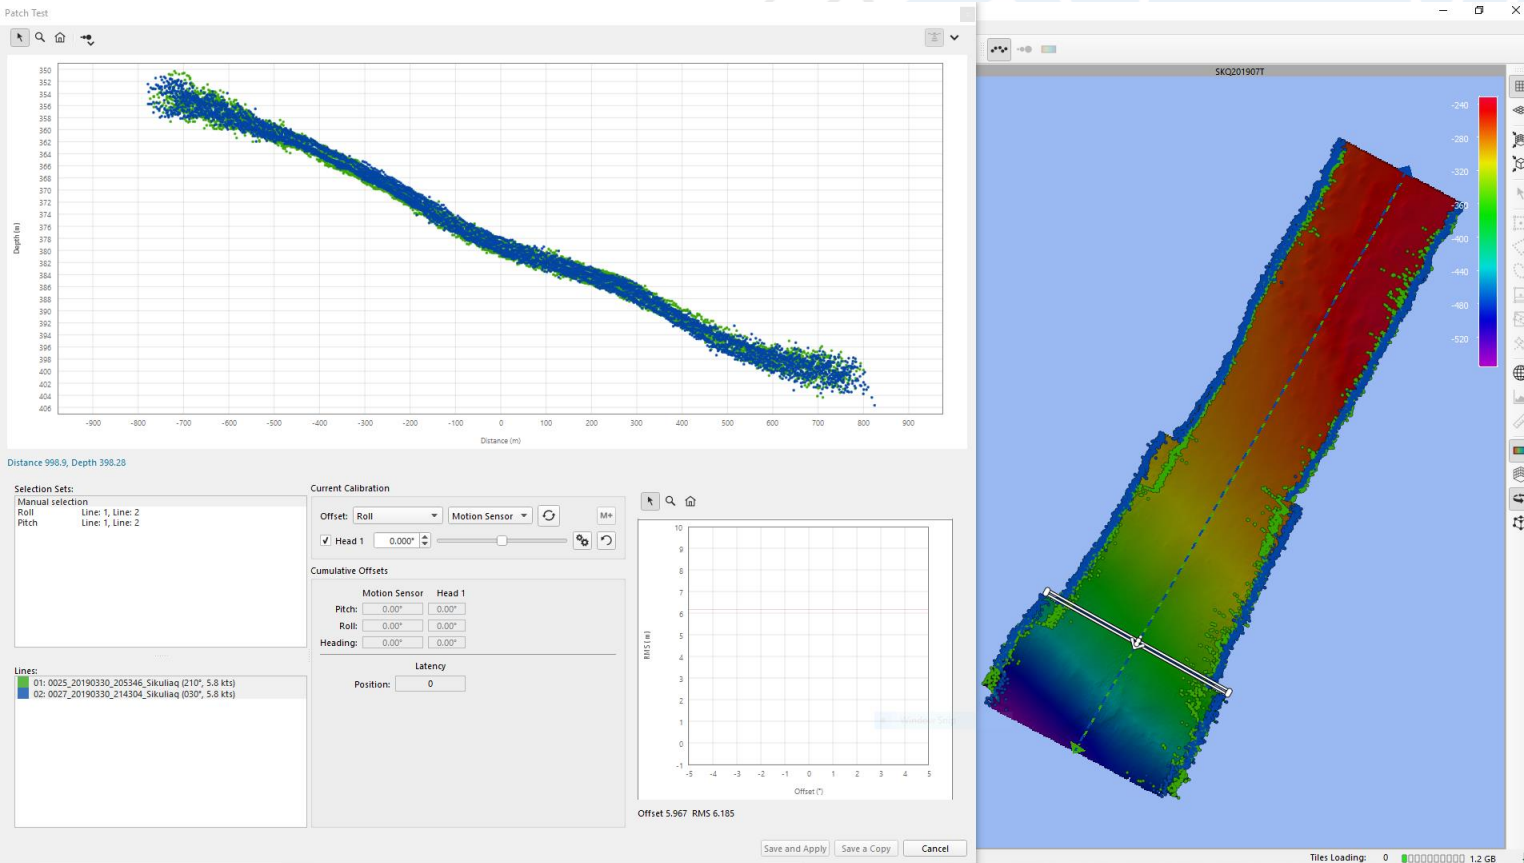 Patch Test
SKQ201907T
350
352
354
356
358
360
362
364
366
368
370
372
374
376
378
380
382
384
386
388
390
392
394
396
398
400
402
404
406
Depth (m)
-900
-800
-700
-600
-500
-400
-300
-200
-100
0
100
200
300
400
500
600
700
800
900
Distance (m)
-240
-280
-320
-360
-400
-440
-480
-520
Distance 998.9, Depth 398.28
Selection Sets:
Manual selection
Roll Line: 1, Line: 2
Pitch Line: 1, Line: 2
Lines:
01: 0025_20190330_205346_Sikuliaq (210°, 5.8 kts)
02: 0027_20190330_214304_Sikuliaq (030°, 5.8 kts)
Current Calibration
Offset: Roll Motion Sensor M+
Head 1 0.000°
Cumulative Offsets
Motion Sensor Head 1
Pitch: 0.00° 0.00°
Roll: 0.00° 0.00°
Heading: 0.00° 0.00°
Latency
Position: 0
10
9
8
7
6
5
4
3
2
1
0
-1
RMS (m)
-5
-4
-3
-2
-1
0
1
2
3
4
5
Offset (°)
Offset 5.967 RMS 6.185
Save and Apply
Save a Copy
Cancel
Tiles Loading: 0 1.2 GB